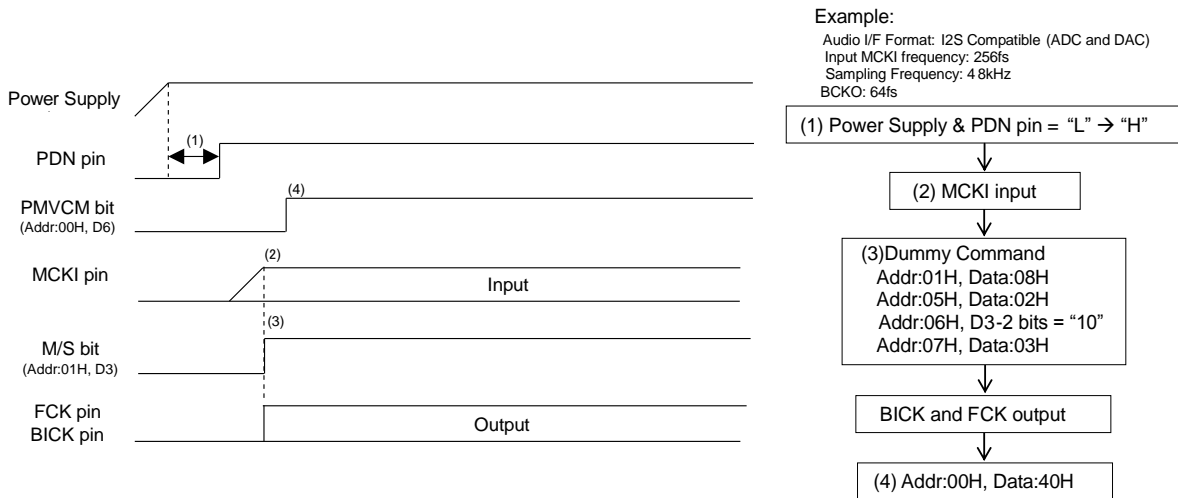 Power Supply
(1)
PDN pin
(4)
PMVCM bit
(Addr:00H, D6)
(2)
MCKI pin
Input
(3)
M/S bit
(Addr:01H, D3)
FCK pin
BICK pin
Output
Example:
Audio I/F Format: I2S Compatible (ADC and DAC)
Input MCKI frequency: 256fs
Sampling Frequency: 48kHz
BCKO: 64fs
(1) Power Supply & PDN pin = “L” → “H”
(2) MCKI input
(3)Dummy Command
Addr:01H, Data:08H
Addr:05H, Data:02H
Addr:06H, D3-2 bits = “10”
Addr:07H, Data:03H
BICK and FCK output
(4) Addr:00H, Data:40H